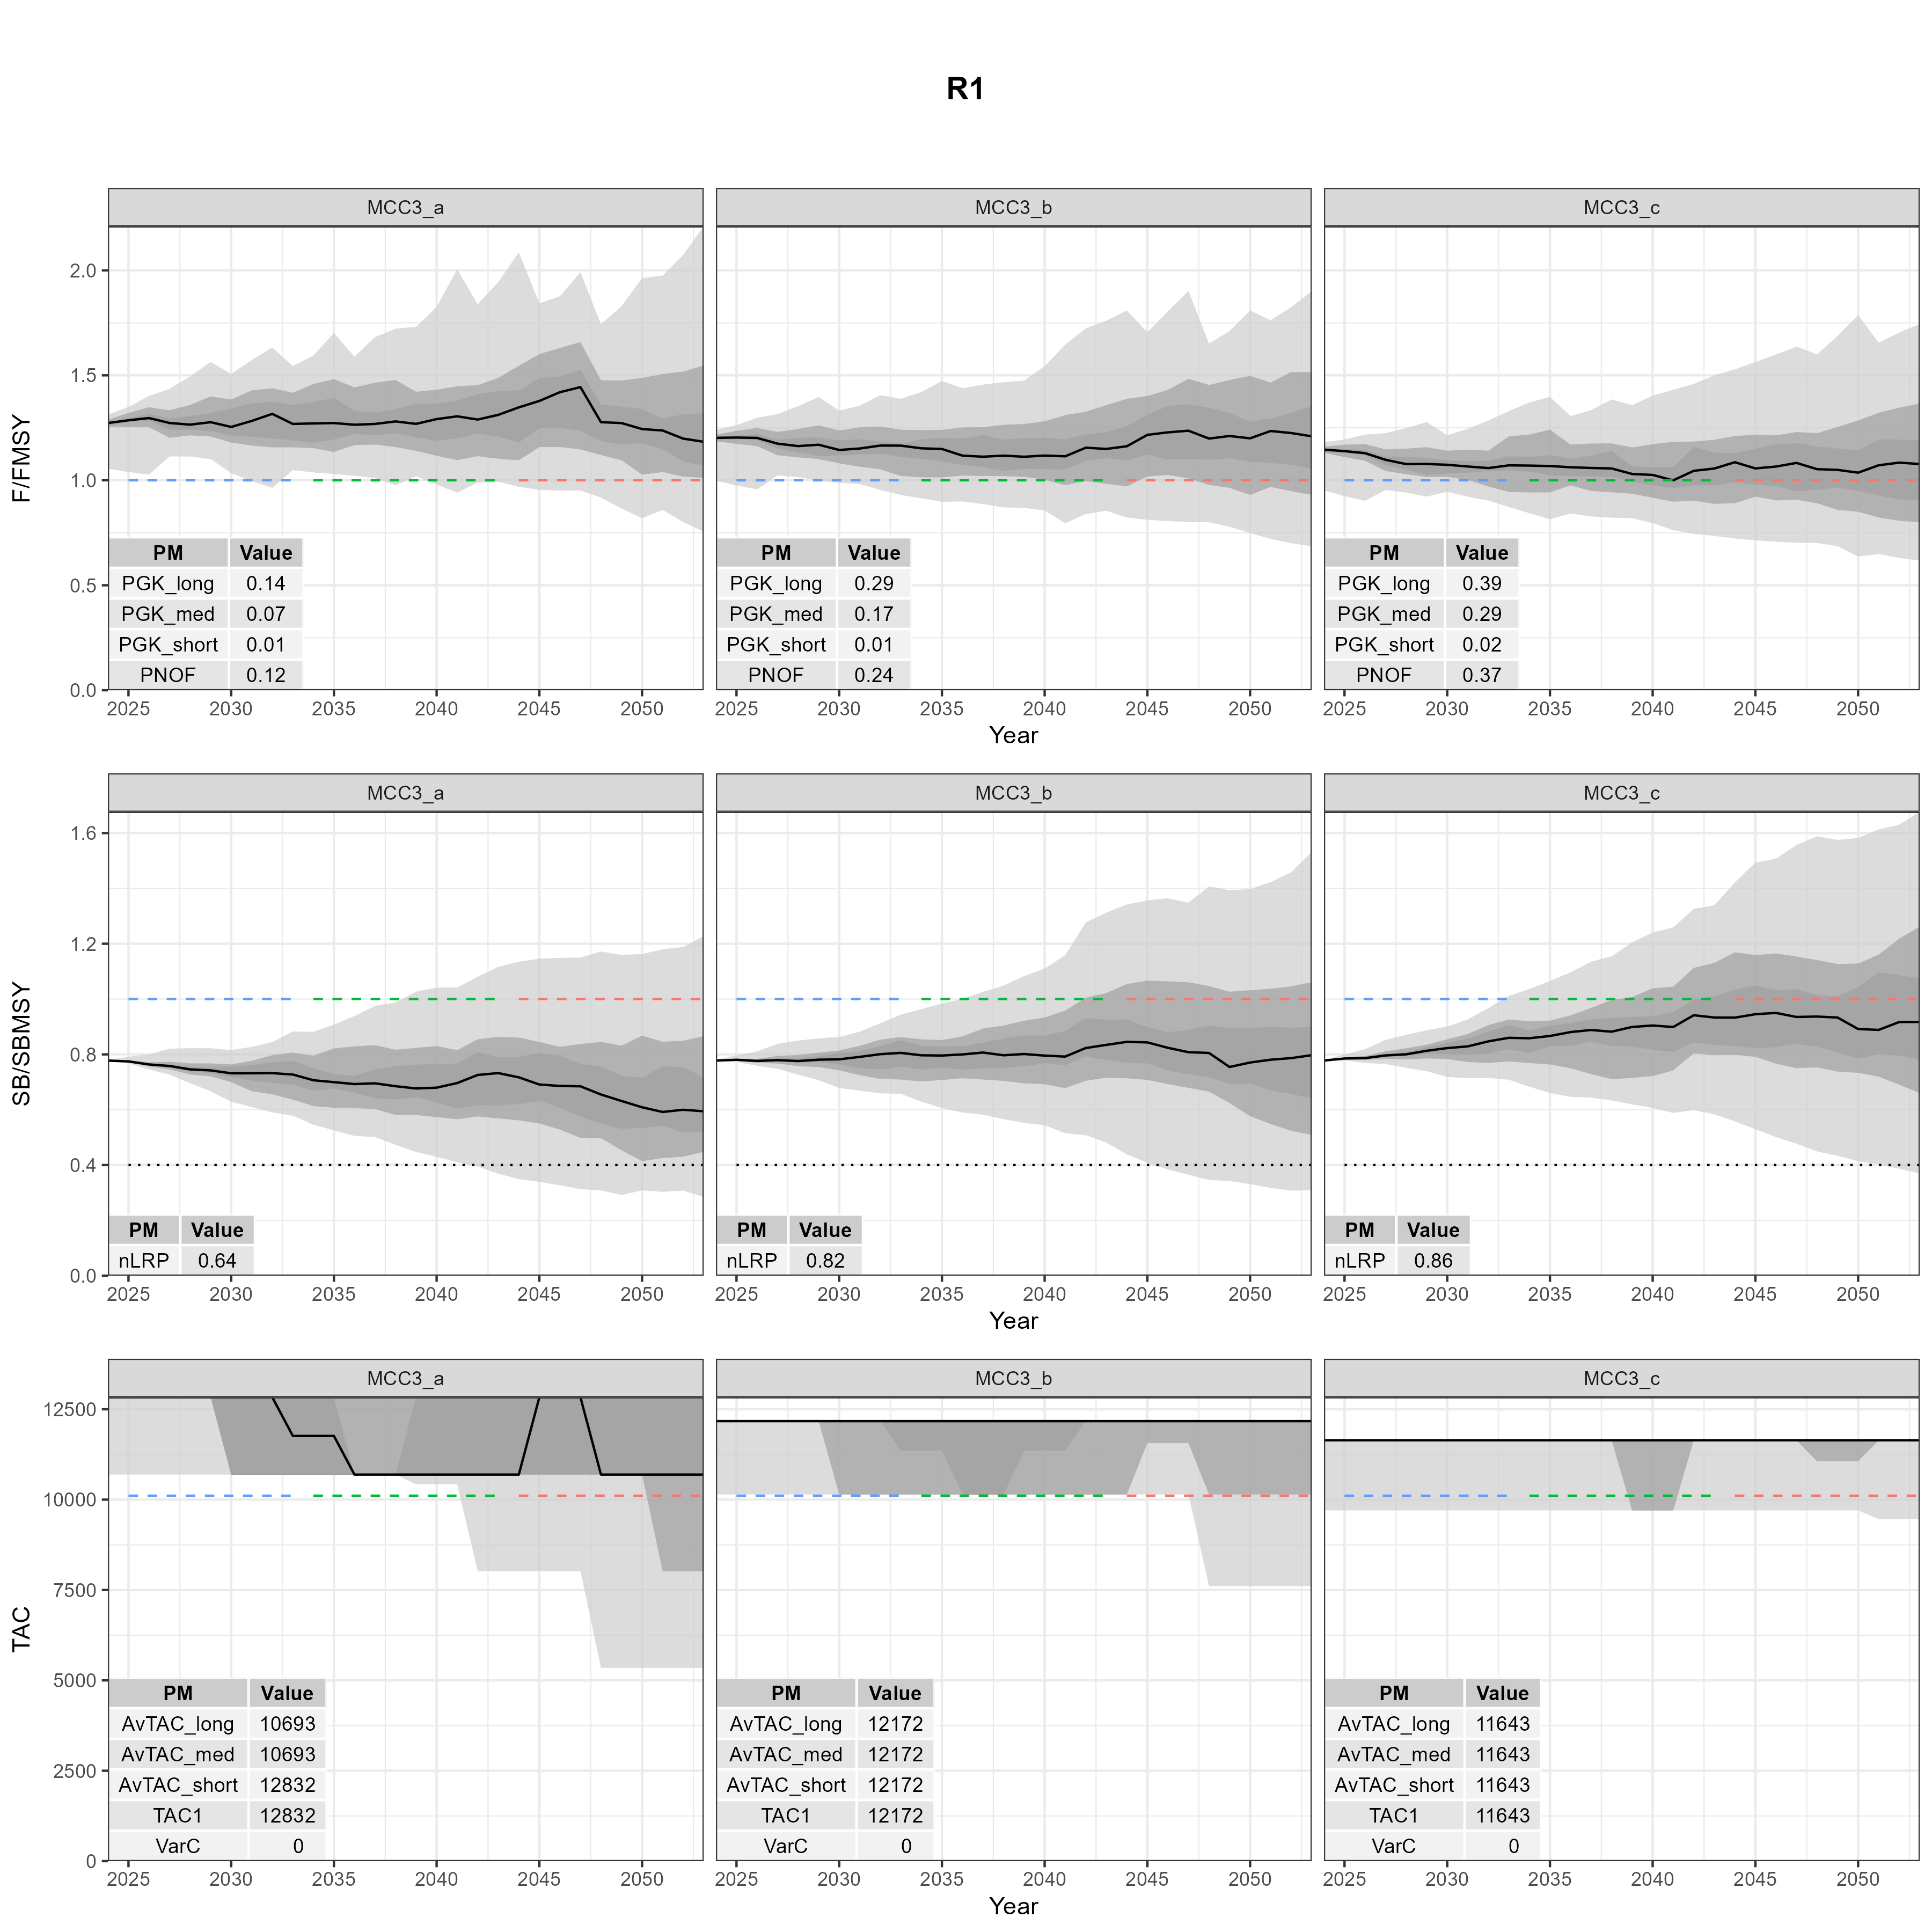 R1
MCC3_a MCC3_b MCC3_c
F/FMSY
2.0
1.5
1.0
0.5
0.0
PM Value PM Value PM Value
PGK_long 0.14 PGK_long 0.29 PGK_long 0.39
PGK_med 0.07 PGK_med 0.17 PGK_med 0.29
PGK_short 0.01 PGK_short 0.01 PGK_short 0.02
PNOF 0.12 PNOF 0.24 PNOF 0.37
2025 2030 2035 2040 2045 2050 2025 2030 2035 2040 2045 2050 2025 2030 2035 2040 2045 2050
Year
MCC3_a MCC3_b MCC3_c
SB/SBMSY
1.6
1.2
0.8
0.4
0.0
PM Value PM Value PM Value
nLRP 0.64 nLRP 0.82 nLRP 0.86
2025 2030 2035 2040 2045 2050 2025 2030 2035 2040 2045 2050 2025 2030 2035 2040 2045 2050
Year
MCC3_a MCC3_b MCC3_c
TAC
12500
10000
7500
5000
2500
0
PM Value PM Value PM Value
AvTAC_long 10693 AvTAC_long 12172 AvTAC_long 11643
AvTAC_med 10693 AvTAC_med 12172 AvTAC_med 11643
AvTAC_short 12832 AvTAC_short 12172 AvTAC_short 11643
TAC1 12832 TAC1 12172 TAC1 11643
VarC 0 VarC 0 VarC 0
2025 2030 2035 2040 2045 2050 2025 2030 2035 2040 2045 2050 2025 2030 2035 2040 2045 2050
Year